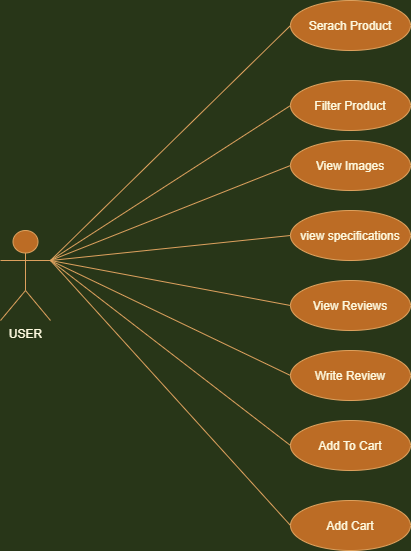 Serach Product
Filter Product
View Images
view specifications
View Reviews
USER
Write Review
Add To Cart
Add Cart